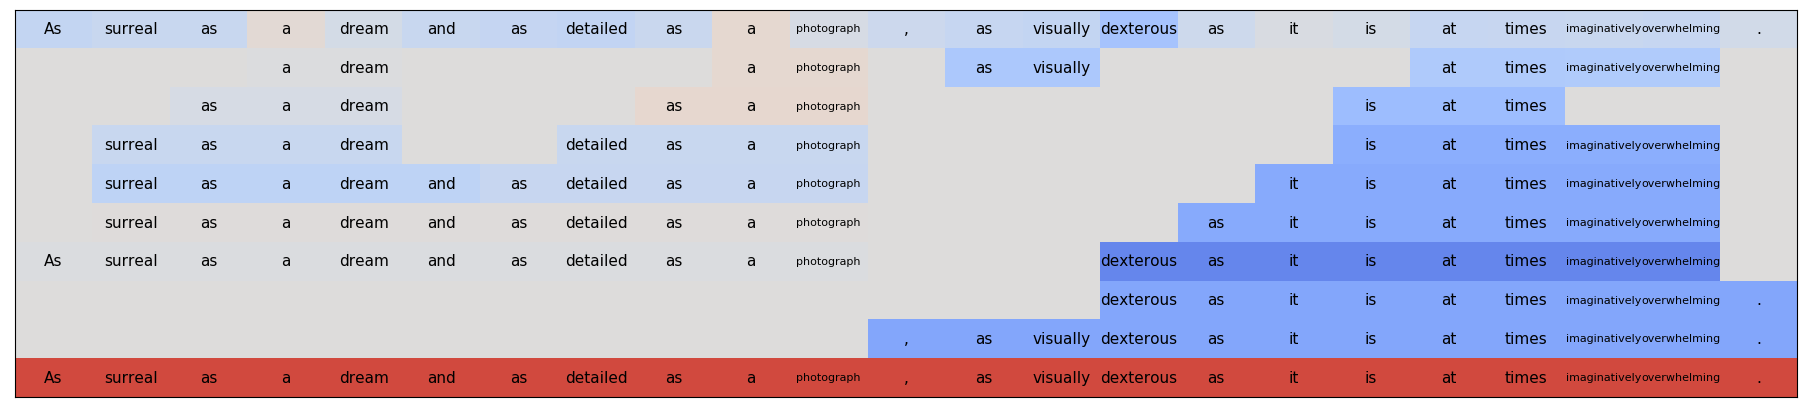 As surreal as a dream and as detailed as a photograph , as visually dexterous as it is at times imaginatively overwhelming .
a dream a photograph as visually at times imaginatively overwhelming
as a dream as a photograph is at times
surreal as a dream detailed as a photograph is at times imaginatively overwhelming
surreal as a dream and as detailed as a photograph it is at times imaginatively overwhelming
surreal as a dream and as detailed as a photograph as it is at times imaginatively overwhelming
As surreal as a dream and as detailed as a photograph dexterous as it is at times imaginatively overwhelming
dexterous as it is at times imaginatively overwhelming .
, as visually dexterous as it is at times imaginatively overwhelming .
As surreal as a dream and as detailed as a photograph , as visually dexterous as it is at times imaginatively overwhelming .